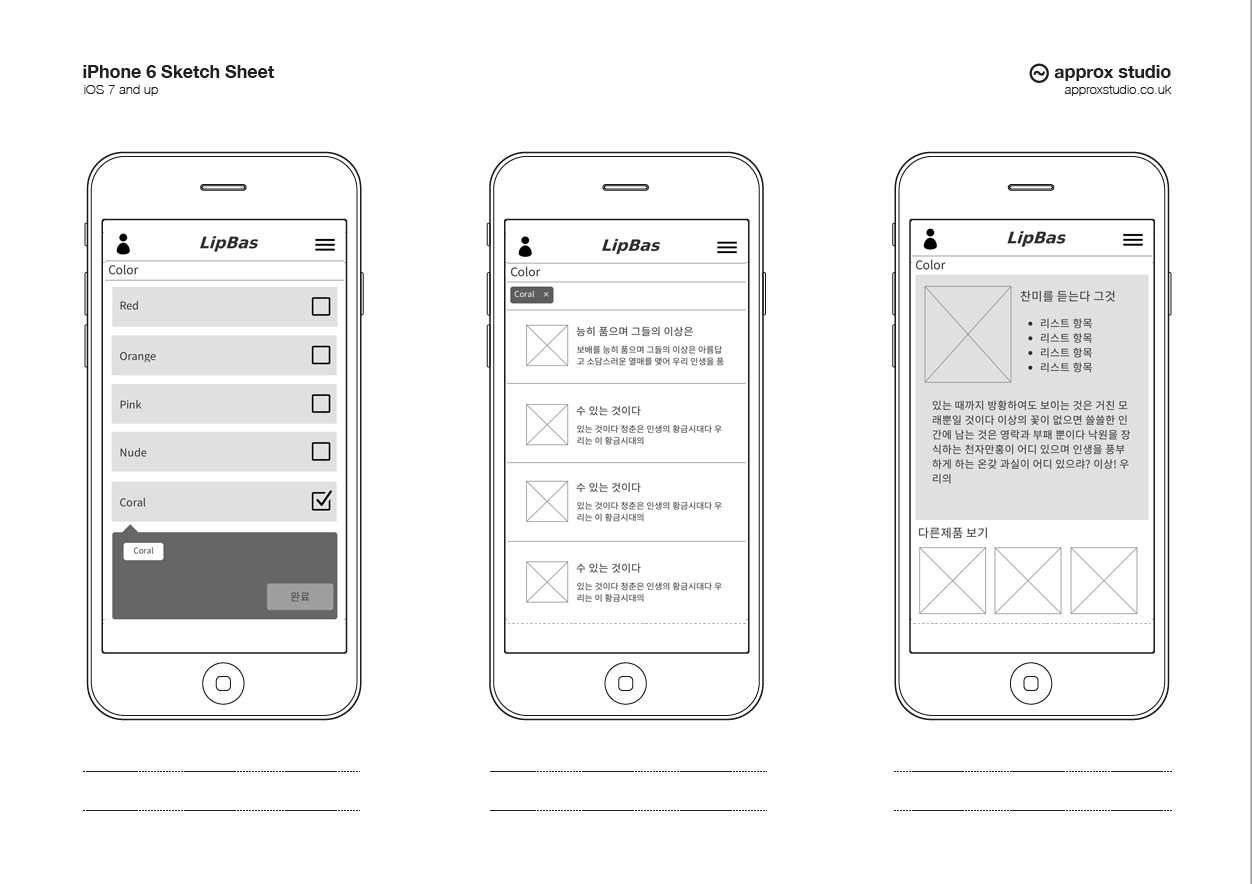 iPhone 6 Sketch Sheet
iOS 7 and up
approx studio
approxstudio.co.uk
LipBas
Color
Red
Orange
Pink
Nude
Coral
Coral
완료
LipBas
Color
Coral ×
능히 품으며 그들의 이상은
보배를 능히 품으며 그들의 이상은 아름답
고 소담스러운 열매를 맺어 우리 인생을 풍
수 있는 것이다
있는 것이다 청춘은 인생의 황금시대다 우
리는 이 황금시대의
수 있는 것이다
있는 것이다 청춘은 인생의 황금시대다 우
리는 이 황금시대의
수 있는 것이다
있는 것이다 청춘은 인생의 황금시대다 우
리는 이 황금시대의
LipBas
Color
찬미를 듣는다 그것
• 리스트 항목
• 리스트 항목
• 리스트 항목
• 리스트 항목
있는 때까지 방황하여도 보이는 것은 거친 모
래뿐일 것이다 이상의 꽃이 없으면 쓸쓸한 인
간에 남는 것은 영락과 부패 뿐이다 낙원을 장
식하는 천자만홍이 어디 있으며 인생을 풍부
하게 하는 온갖 과실이 어디 있으랴? 이상! 우
리의
다른제품 보기